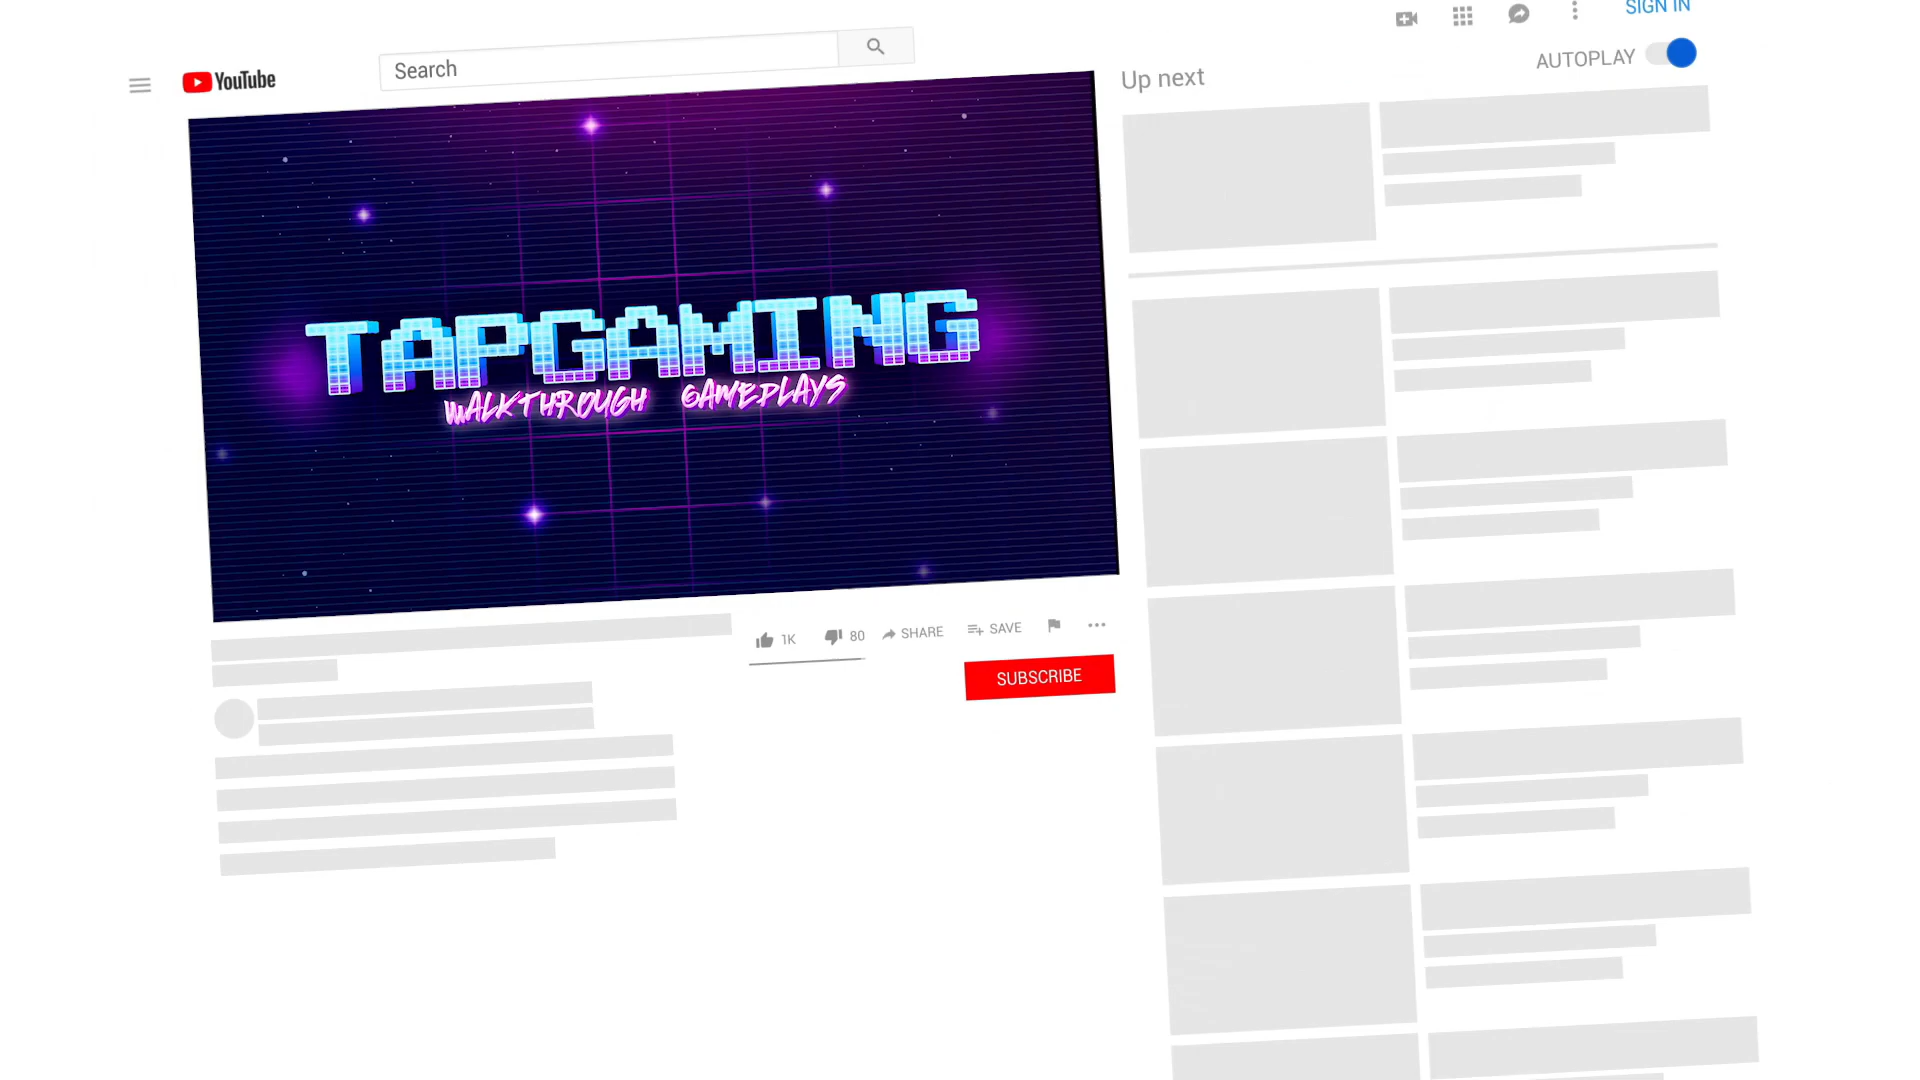 SIGN IN
YouTube
Search
Up next
AUTOPLAY
TAPGAMING
WALKTHROUGH GAMEPLAYS
1K
80
SHARE
SAVE
SUBSCRIBE